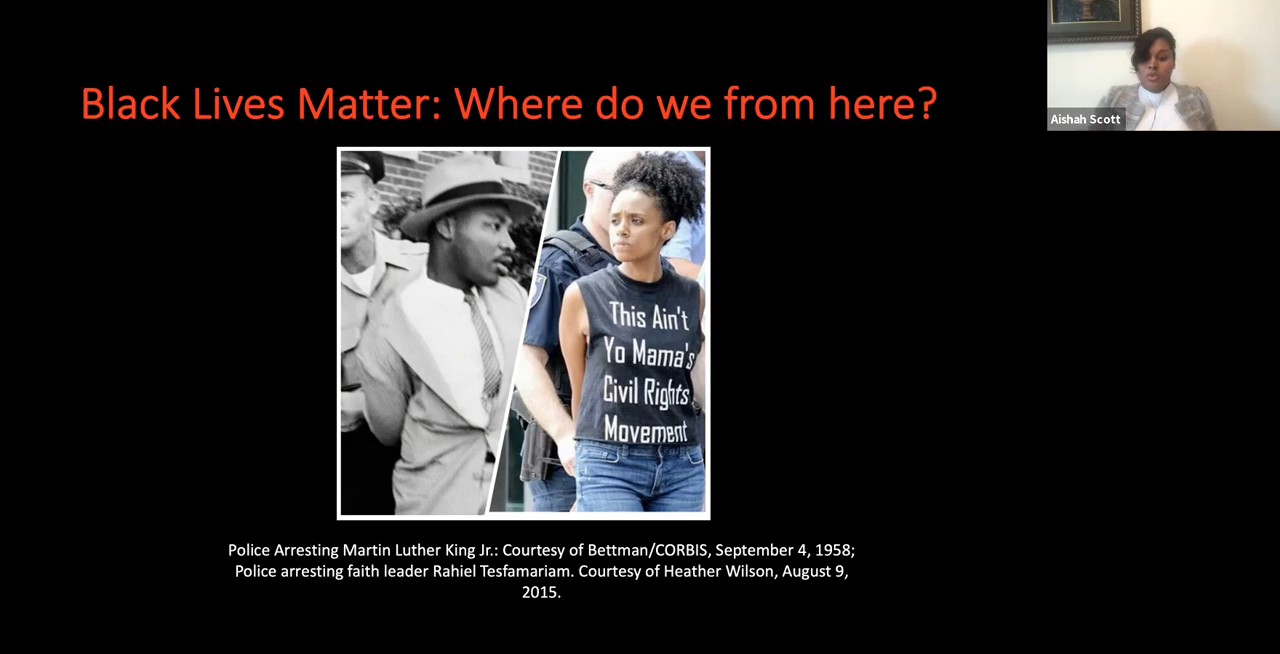 Black Lives Matter: Where do we from here?
Aishah Scott
This Ain't
Yo Mama's
Civil Rights
Movement
Police Arresting Martin Luther King Jr.: Courtesy of Bettman/CORBIS, September 4, 1958;
Police arresting faith leader Rahiel Tesfamariam. Courtesy of Heather Wilson, August 9,
2015.